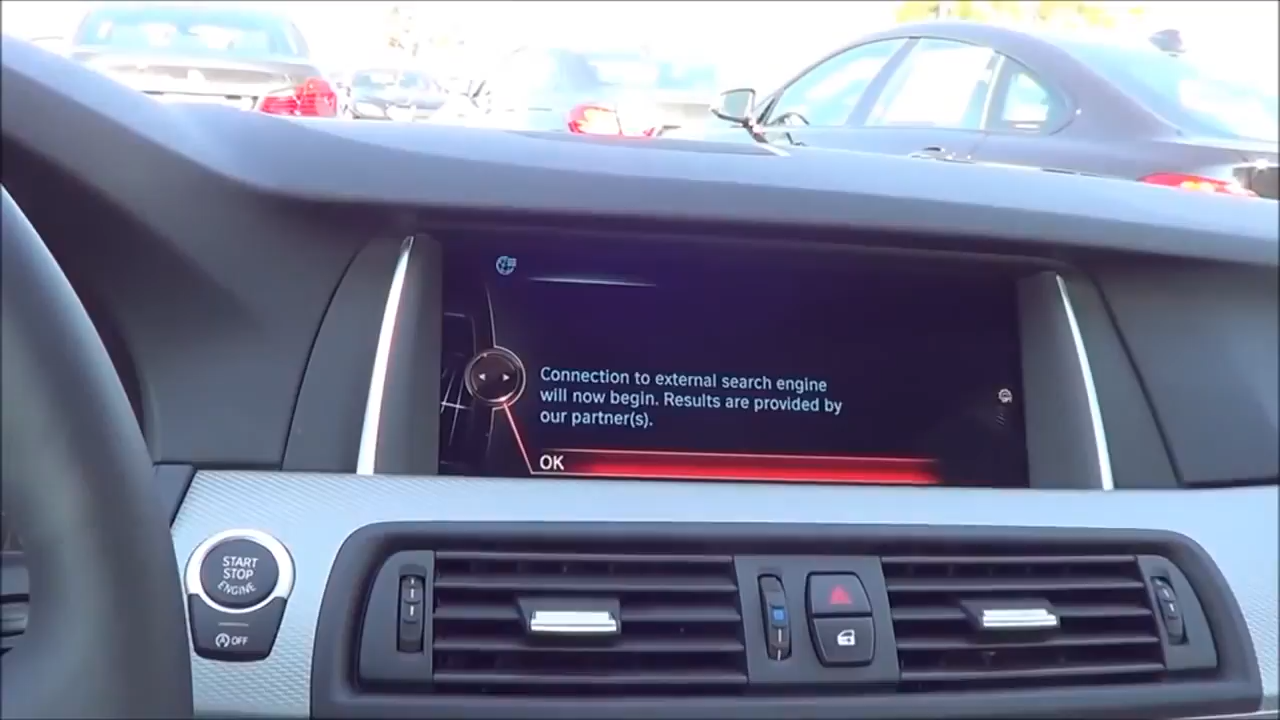 Connection to external search engine
will now begin. Results are provided by
our partner(s).
OK
START
STOP
ENGINE
OFF